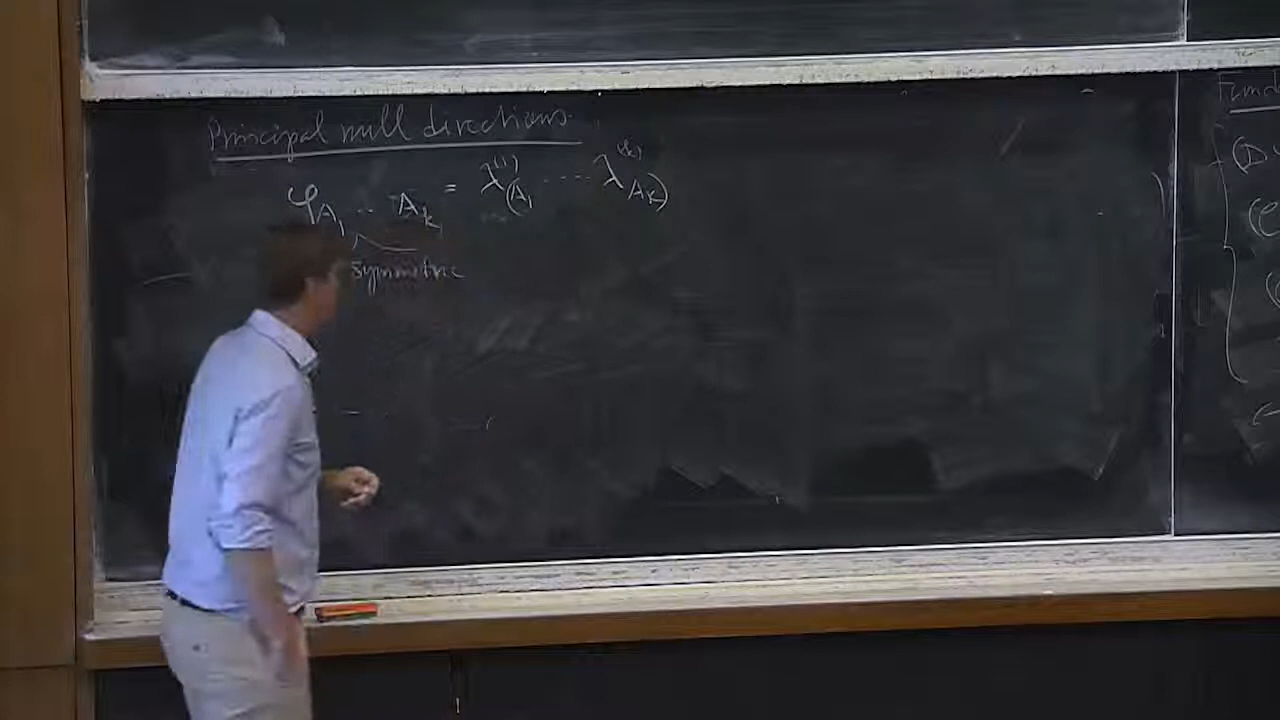 Principal null directions
φ_{A_1 ... A_k} = λ^{(1)}_{(A_1} ... λ^{(k)}_{A_k)}
symmetric